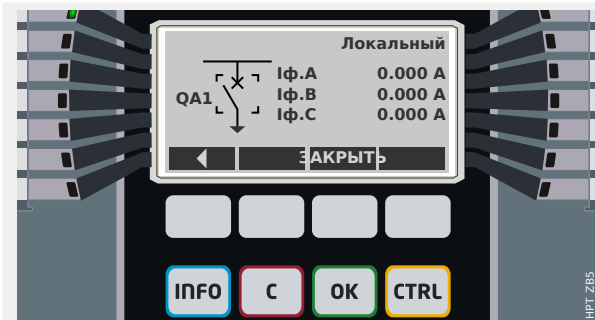 Локальный
Iф.A 0.000 A
QA1
Iф.B 0.000 A
Iф.C 0.000 A
ЗАКРЫТЬ
INFO C OK CTRL
HPT ZB5